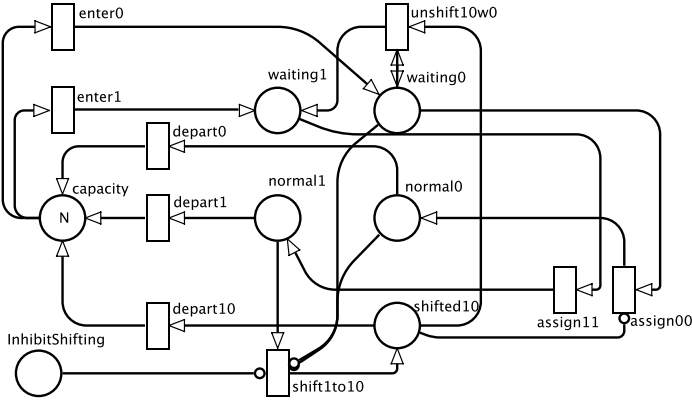 enter0
unshift10w0
waiting1
waiting0
enter1
depart0
capacity
N
depart1
normal1
normal0
depart10
shifted10
assign11
assign00
InhibitShifting
shift1to10